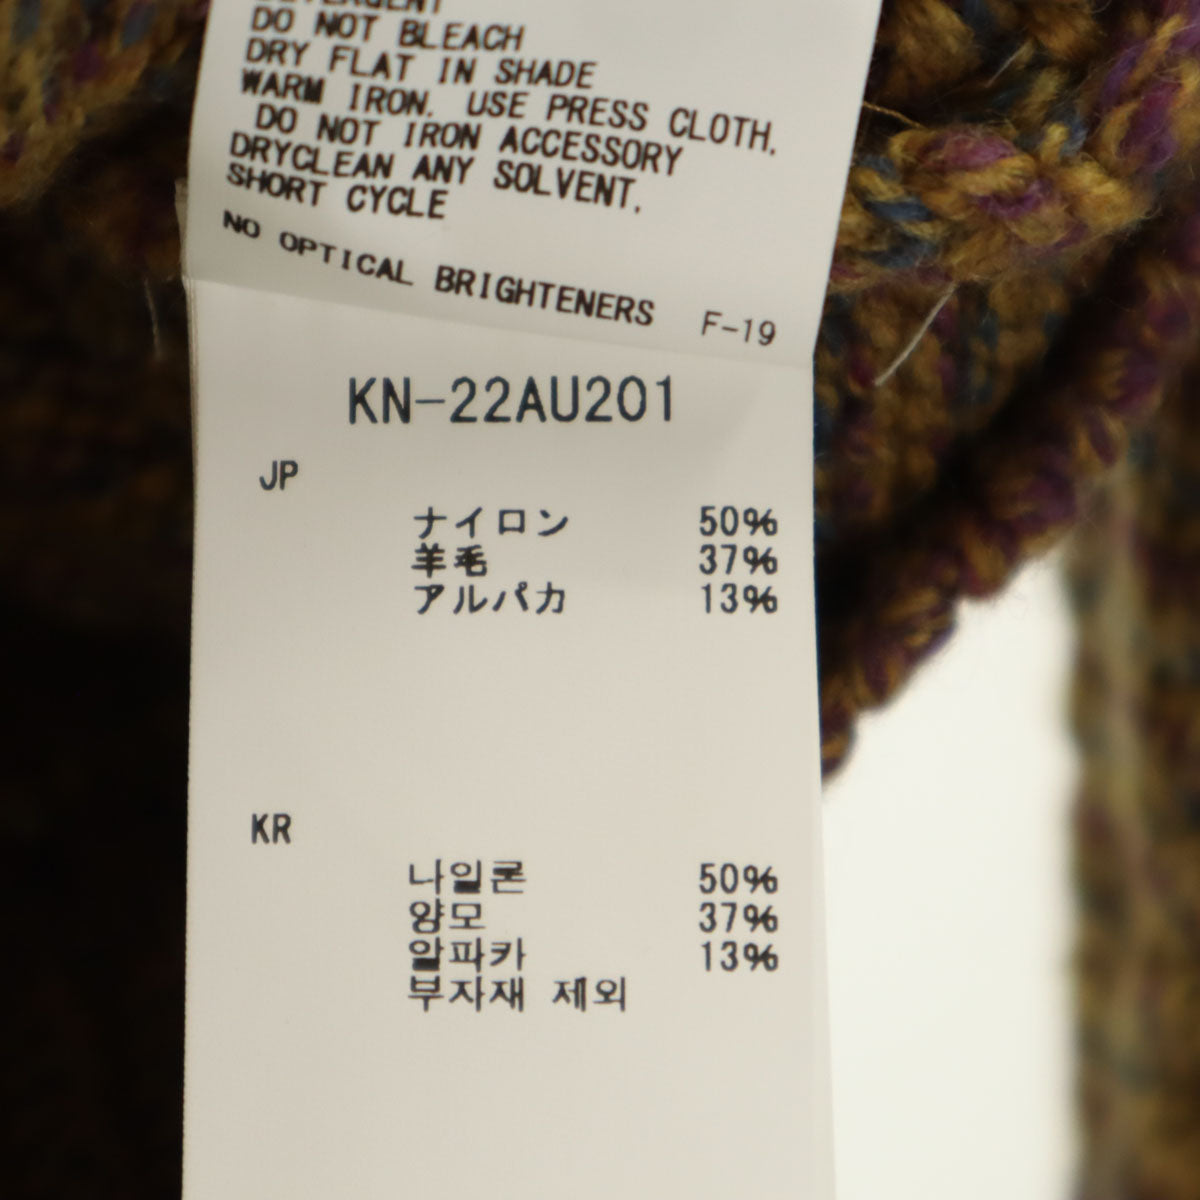 DETERGENT
DO NOT BLEACH
DRY FLAT IN SHADE
WARM IRON. USE PRESS CLOTH.
DO NOT IRON ACCESSORY
DRYCLEAN ANY SOLVENT.
SHORT CYCLE
NO OPTICAL BRIGHTENERS F-19
KN-22AU201
JP
ナイロン 50%
羊毛 37%
アルパカ 13%
KR
나일론 50%
양모 37%
알파카 13%
부자재 제외